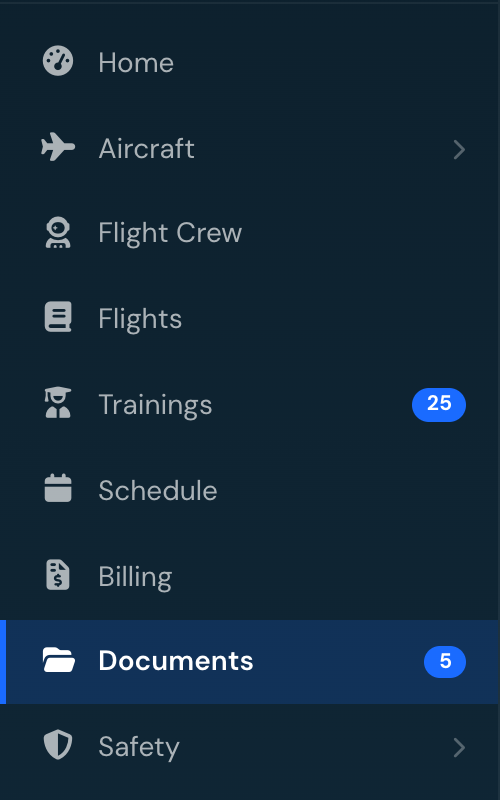 Home
Aircraft
Flight Crew
Flights
Trainings 25
Schedule
Billing
Documents 5
Safety